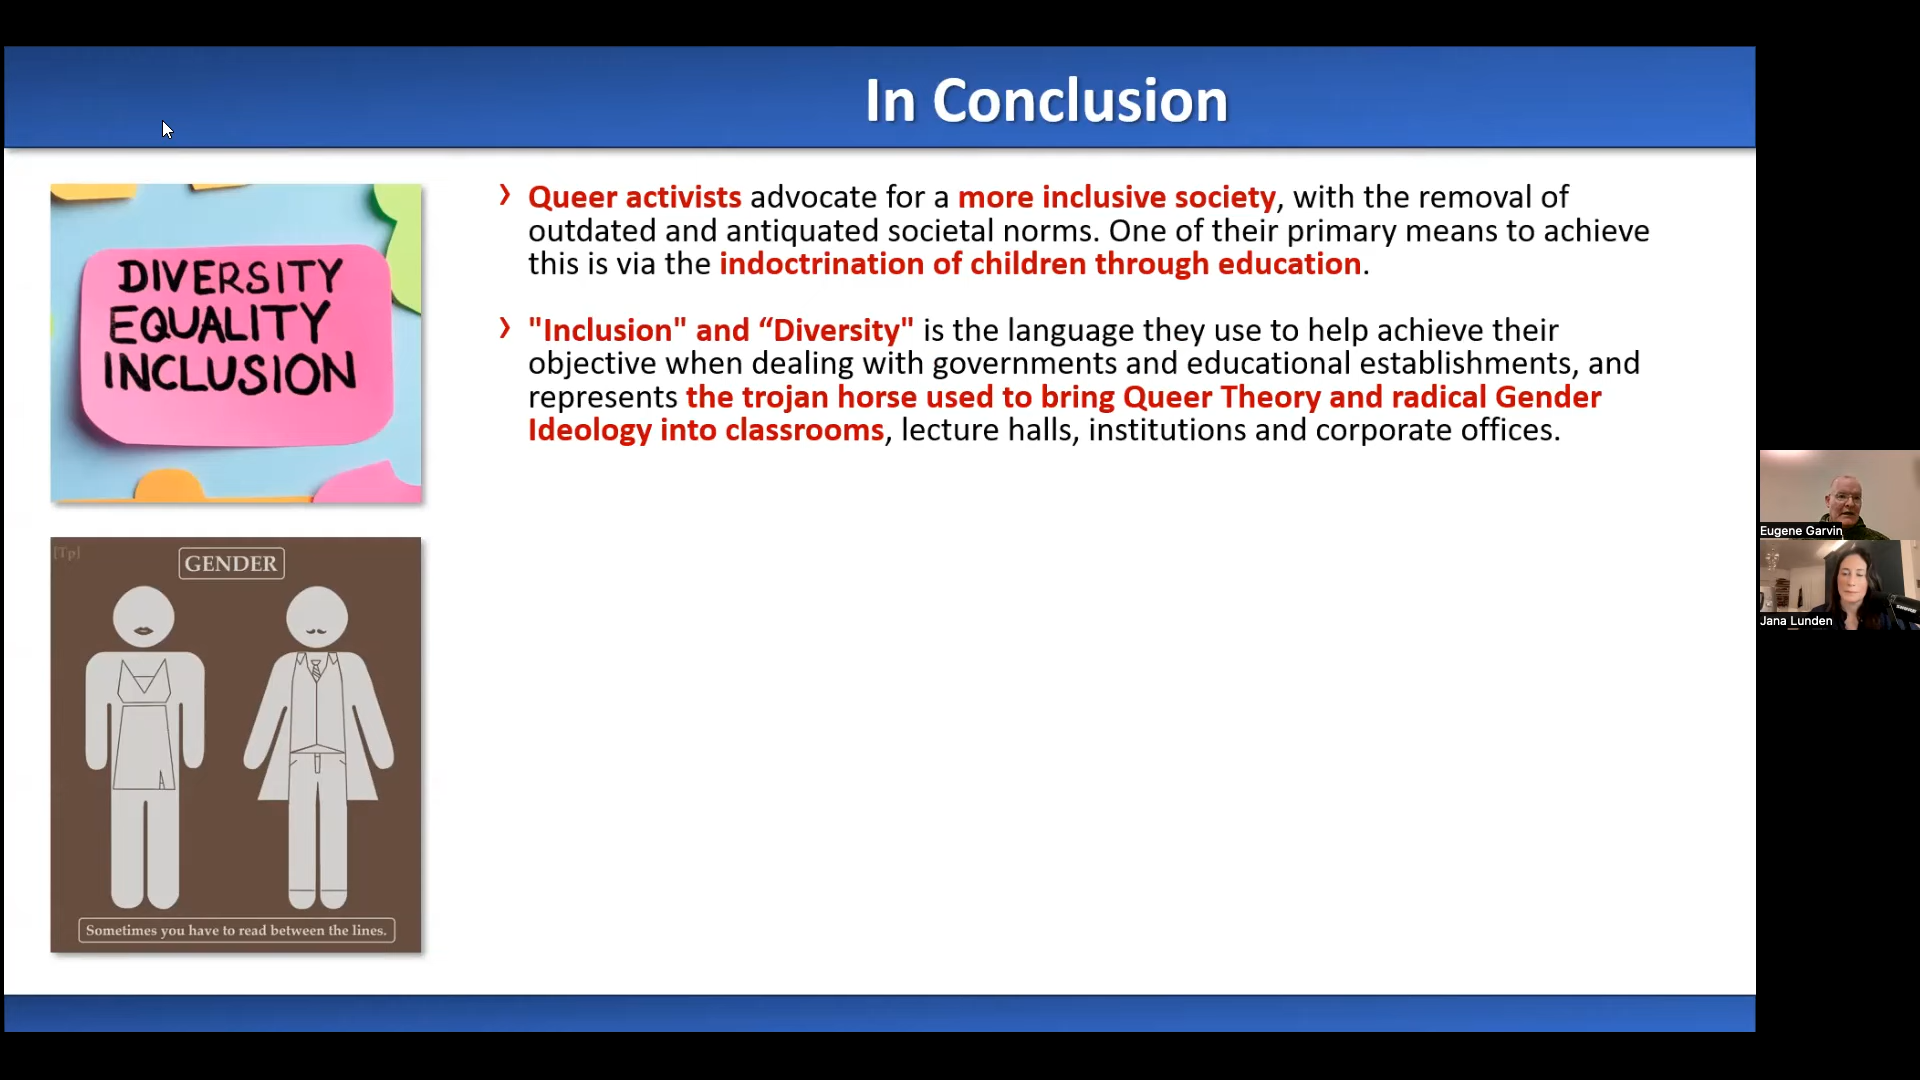 In Conclusion
DIVERSITY
EQUALITY
INCLUSION
› Queer activists advocate for a more inclusive society, with the removal of
outdated and antiquated societal norms. One of their primary means to achieve
this is via the indoctrination of children through education.
› "Inclusion" and “Diversity" is the language they use to help achieve their
objective when dealing with governments and educational establishments, and
represents the trojan horse used to bring Queer Theory and radical Gender
Ideology into classrooms, lecture halls, institutions and corporate offices.
[Tp]
GENDER
Sometimes you have to read between the lines.
Eugene Garvin
Jana Lunden
SHURE